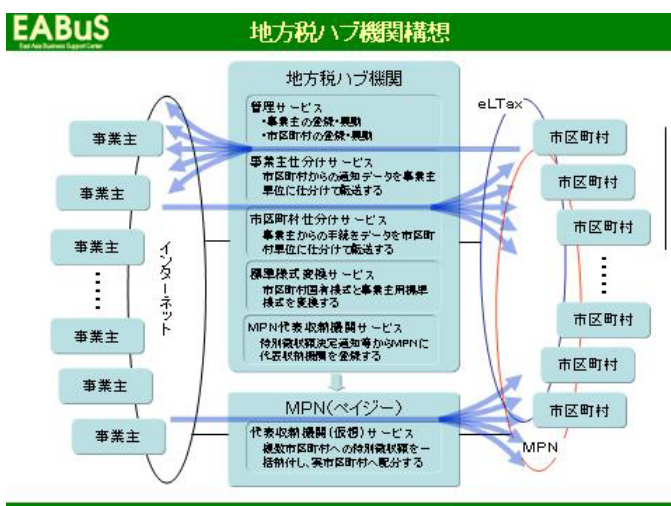 EABuS
East Asia Business Support Center
地方税ハブ機関構想
地方税ハブ機関
管理サービス
・事業主の登録・異動
・市区町村の登録・異動
事業主仕分けサービス
市区町村からの通知データを事業主
単位に仕分けて転送する
市区町村仕分けサービス
事業主からの手続きデータを市区町
村単位に仕分けて転送する
標準様式変換サービス
市区町村固有様式と事業主用標準
様式を変換する
MPN代表収納機関サービス
特別徴収額決定通知等からMPNに
代表収納機関を登録する
MPN(ペイジー)
代表収納機関(仮想)サービス
複数市区町村への特別徴収額を一
括納付し、実市区町村へ配分する
事業主
事業主
事業主
事業主
事業主
事業主
インターネット
eLTax
MPN
市区町村
市区町村
市区町村
市区町村
市区町村
市区町村